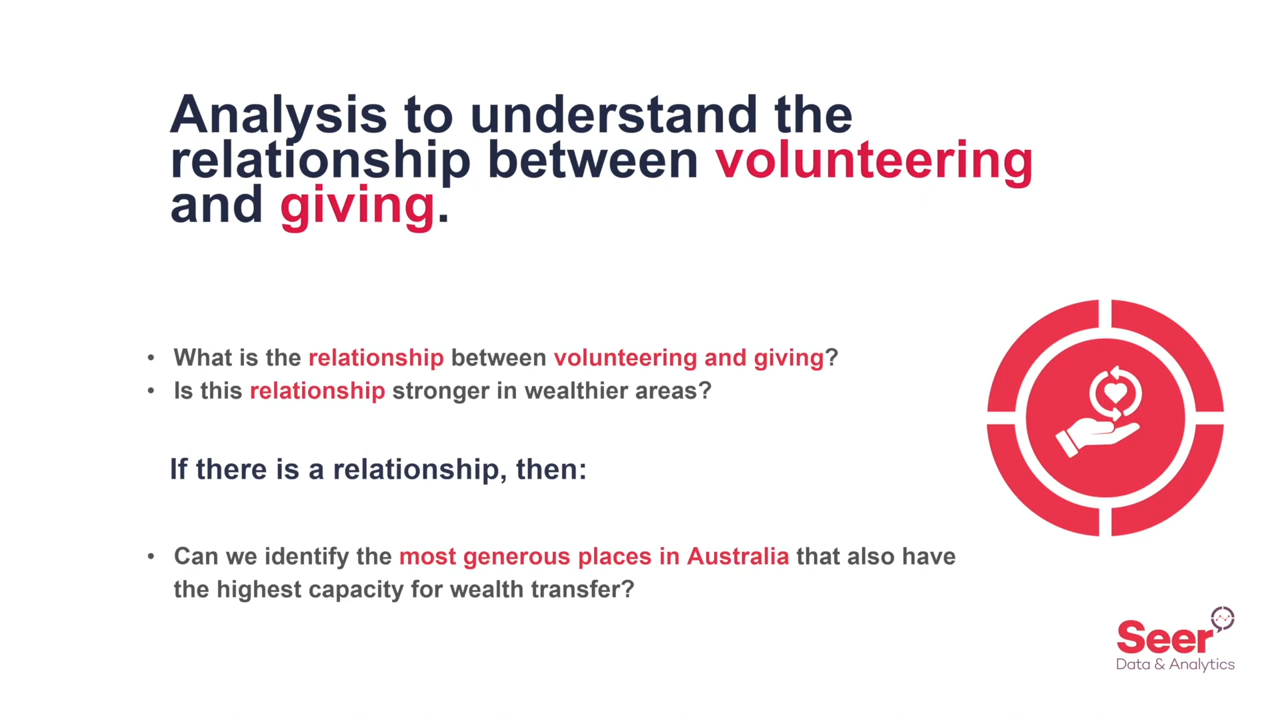 Analysis to understand the
relationship between volunteering
and giving.
• What is the relationship between volunteering and giving?
• Is this relationship stronger in wealthier areas?
If there is a relationship, then:
• Can we identify the most generous places in Australia that also have
the highest capacity for wealth transfer?
Seer
Data & Analytics